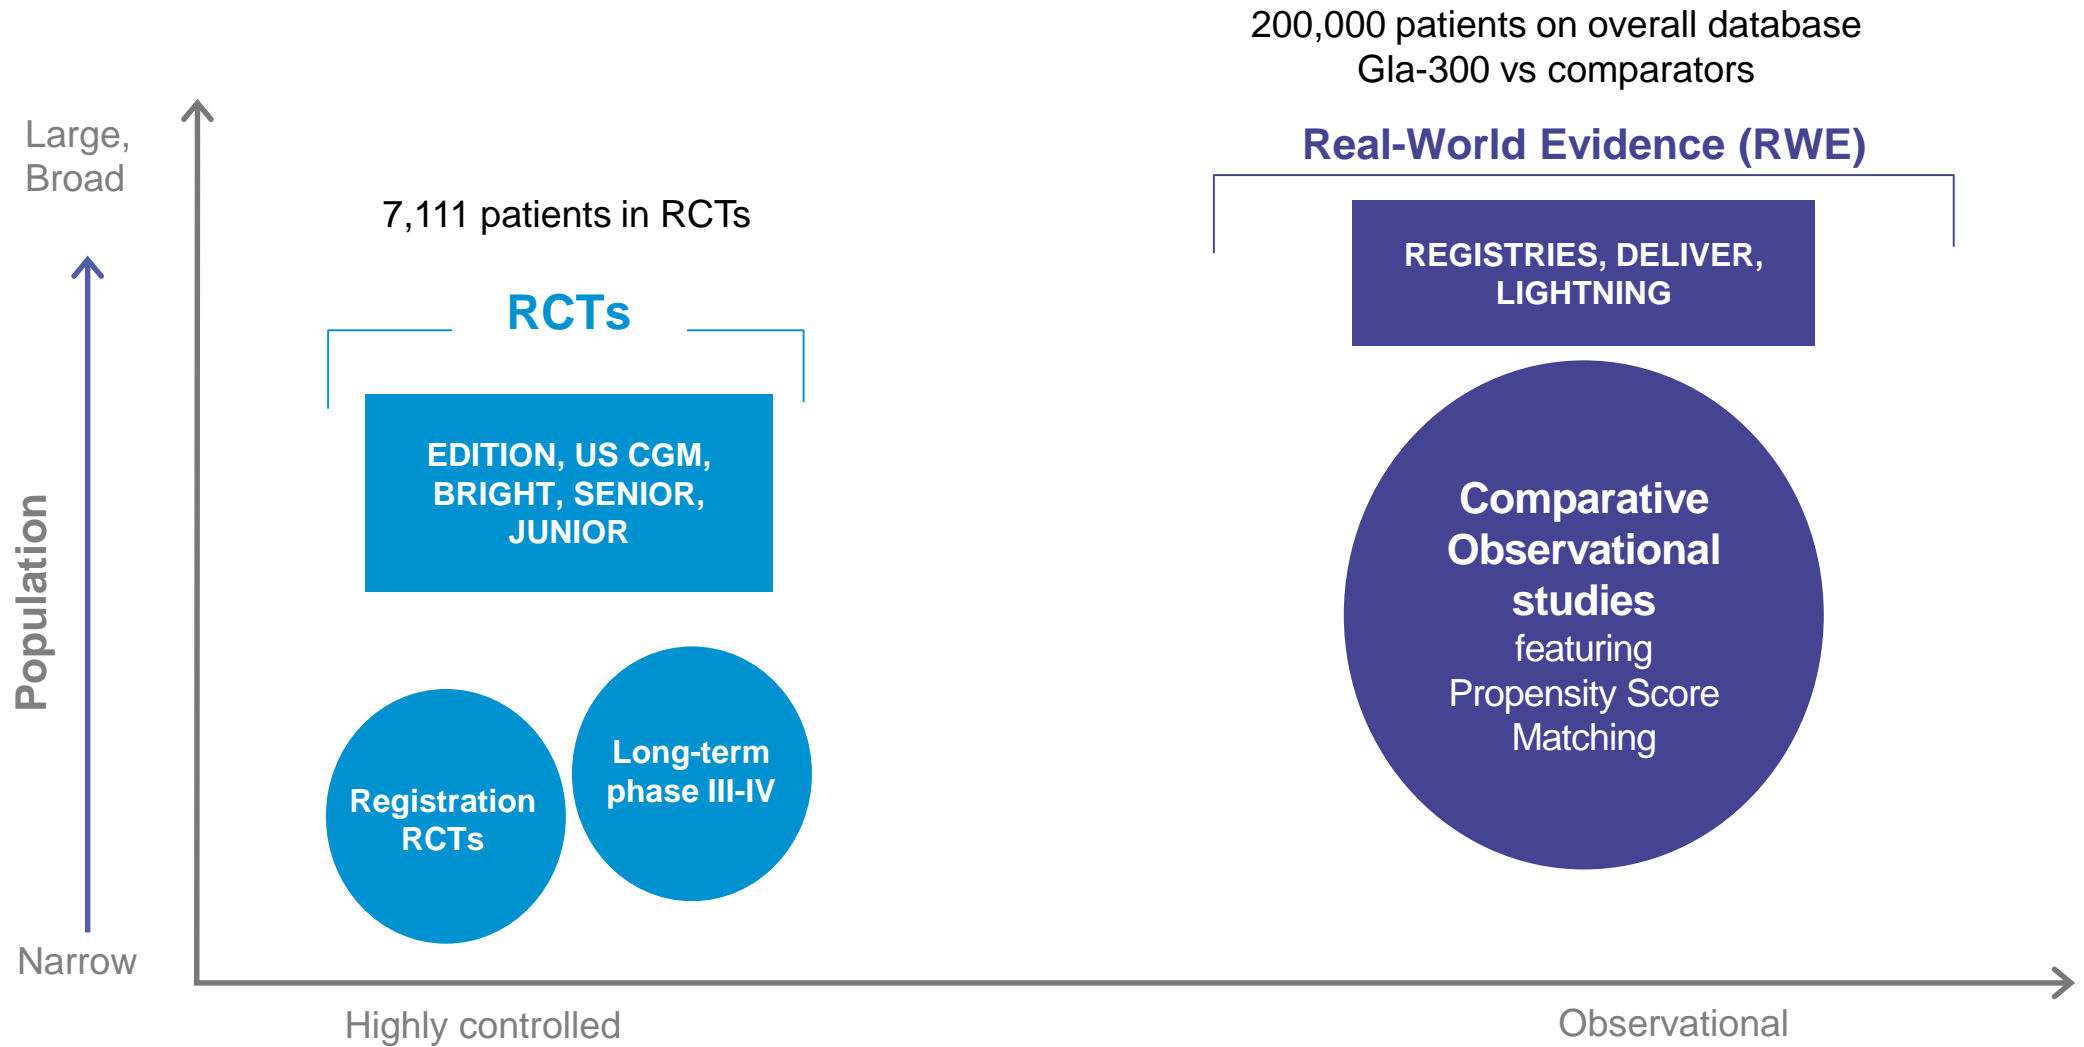 200,000 patients on overall database
Gla-300 vs comparators
Real-World Evidence (RWE)
REGISTRIES, DELIVER,
LIGHTNING
Comparative
Observational
studies
featuring
Propensity Score
Matching
7,111 patients in RCTs
RCTs
EDITION, US CGM,
BRIGHT, SENIOR,
JUNIOR
Long-term
phase III-IV
Registration
RCTs
Large,
Broad
Population
Narrow
Highly controlled
Observational